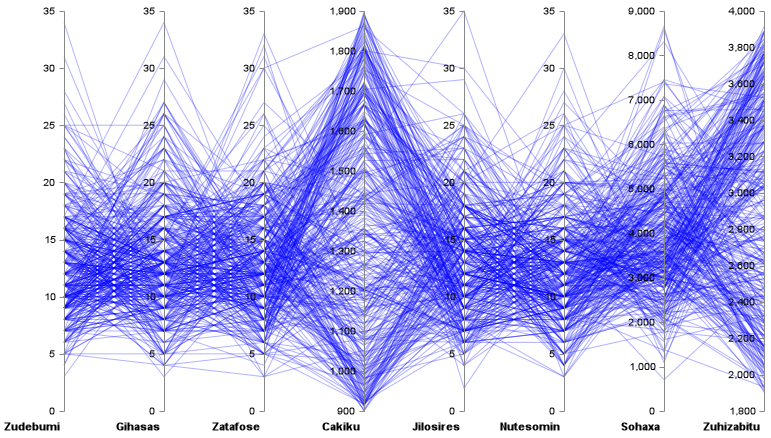 35 35 35 1,900 35 35 9,000 4,000
1,800 8,000 3,800
30 30 30 30 30
1,700 7,000 3,600
25 25 25 1,600 25 25 3,400
6,000 3,200
20 20 20 1,500 20 20 5,000 3,000
1,400 4,000 2,800
15 15 15 15 15
1,300 3,000 2,600
10 10 10 1,200 10 10 2,400
1,100 2,000 2,200
5 5 5 1,000 5 5 1,000 2,000
0 0 0 900 0 0 0 1,800
Zudebumi Gihasas Zatafose Cakiku Jilosires Nutesomin Sohaxa Zuhizabitu